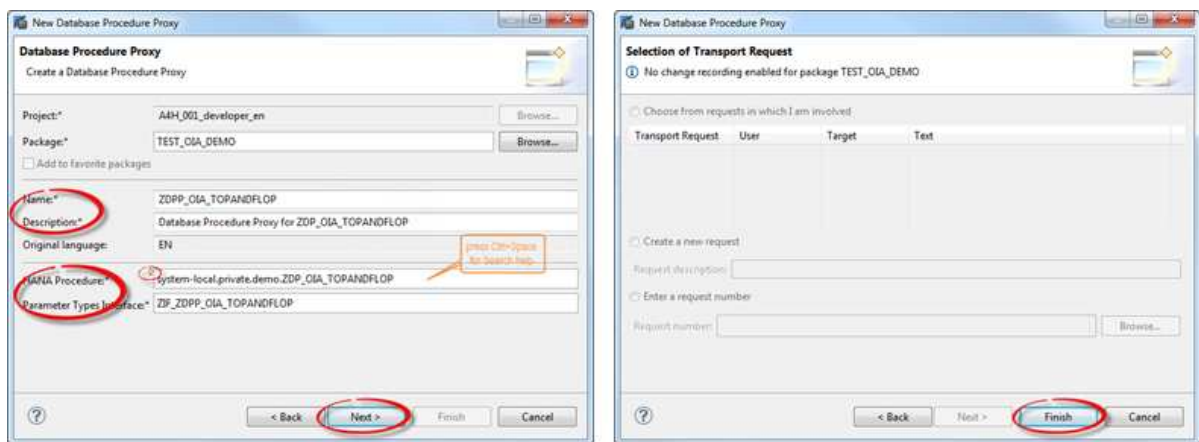 New Database Procedure Proxy
Database Procedure Proxy
Create a Database Procedure Proxy
Project:* A4H_001_developer_en Browse...
Package:* TEST_OIA_DEMO Browse...
Add to favorite packages
Name:* ZDPP_OIA_TOPANDFLOP
Description:* Database Procedure Proxy for ZDP_OIA_TOPANDFLOP
Original language: EN
press Ctrl+Space
for Search help
HANA Procedure:* system-local.private.demo.ZDP_OIA_TOPANDFLOP
Parameter Types Interface:* ZIF_ZDPP_OIA_TOPANDFLOP
? < Back Next > Finish Cancel
New Database Procedure Proxy
Selection of Transport Request
i No change recording enabled for package TEST_OIA_DEMO
Choose from requests in which I am involved
Transport Request User Target Text
Create a new request
Request description:
Enter a request number
Request number: Browse...
? < Back Next > Finish Cancel